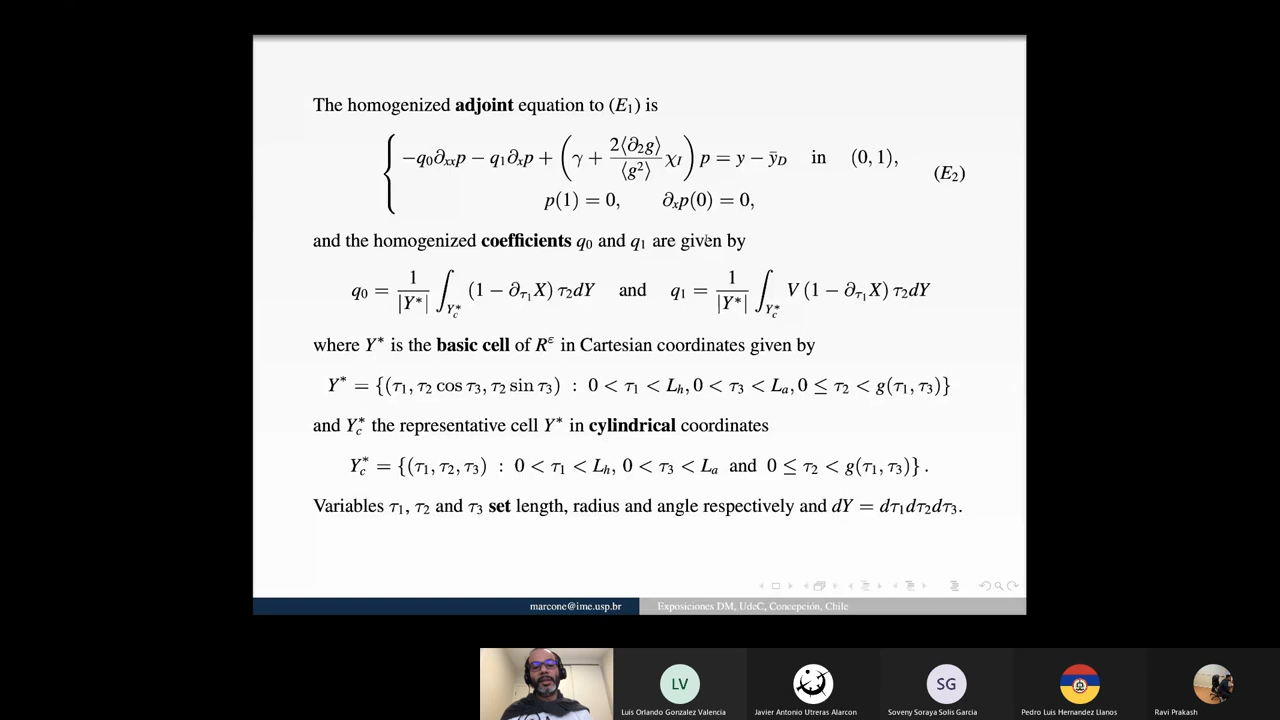 The homogenized adjoint equation to (E₁) is
−q₀∂ₓₓp − q₁∂ₓp + (γ + 2⟨∂₂g⟩/⟨g²⟩ χ_I) p = y − ȳ_D in (0, 1),
(E₂)
p(1) = 0, ∂ₓp(0) = 0,
and the homogenized coefficients q₀ and q₁ are given by
q₀ = 1/|Y*| ∫_{Y_c*} (1 − ∂_{τ₁}X) τ₂dY and q₁ = 1/|Y*| ∫_{Y_c*} V (1 − ∂_{τ₁}X) τ₂dY
where Y* is the basic cell of R^ε in Cartesian coordinates given by
Y* = {(τ₁, τ₂ cos τ₃, τ₂ sin τ₃) : 0 < τ₁ < L_h, 0 < τ₃ < L_a, 0 ≤ τ₂ < g(τ₁, τ₃)}
and Y_c* the representative cell Y* in cylindrical coordinates
Y_c* = {(τ₁, τ₂, τ₃) : 0 < τ₁ < L_h, 0 < τ₃ < L_a and 0 ≤ τ₂ < g(τ₁, τ₃)} .
Variables τ₁, τ₂ and τ₃ set length, radius and angle respectively and dY = dτ₁dτ₂dτ₃.
marcone@ime.usp.br Exposiciones DM, UdeC, Concepción, Chile
LV SG
Luis Orlando Gonzalez Valencia Javier Antonio Utreras Alarcon Soveny Soraya Solis Garcia Pedro Luis Hernandez Llanos Ravi Prakash